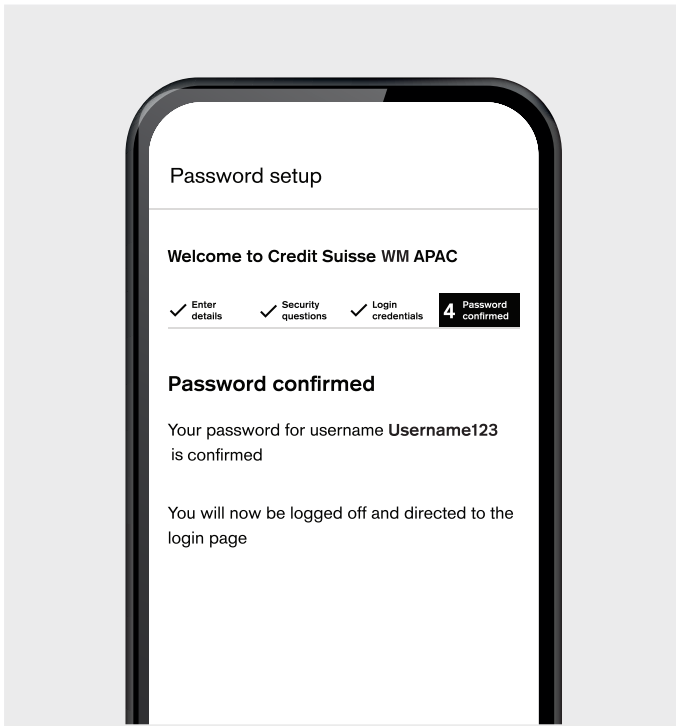 Password setup
Welcome to Credit Suisse WM APAC
Enter
details
Security
questions
Login
credentials
4 Password
confirmed
Password confirmed
Your password for username Username123
is confirmed
You will now be logged off and directed to the
login page